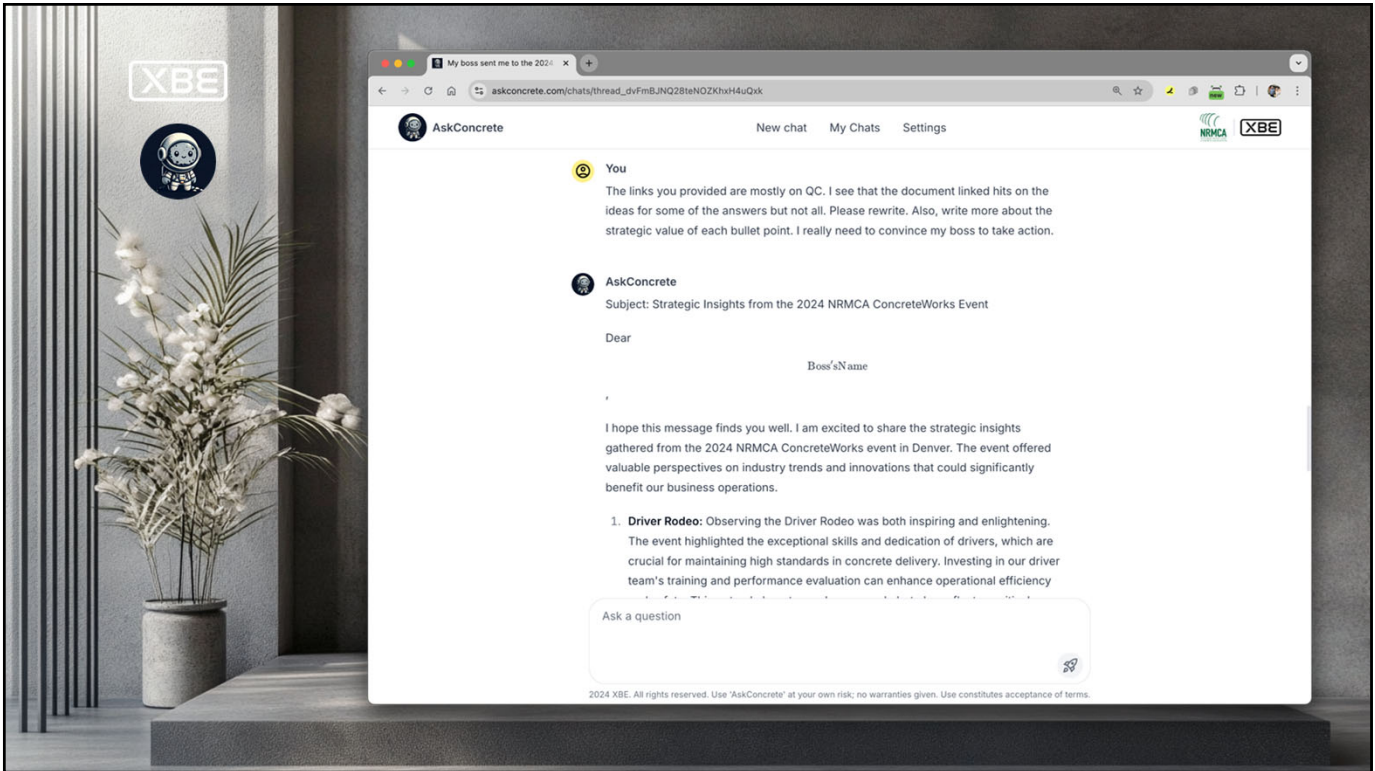 XBE
My boss sent me to the 2024
askconcrete.com/chats/thread_dvFmBJNQ28teNOZKhxH4uQxk
new
AskConcrete
New chat
My Chats
Settings
NRMCA
XBE
You
The links you provided are mostly on QC. I see that the document linked hits on the
ideas for some of the answers but not all. Please rewrite. Also, write more about the
strategic value of each bullet point. I really need to convince my boss to take action.
AskConcrete
Subject: Strategic Insights from the 2024 NRMCA ConcreteWorks Event
Dear
Boss′sName
,
I hope this message finds you well. I am excited to share the strategic insights
gathered from the 2024 NRMCA ConcreteWorks event in Denver. The event offered
valuable perspectives on industry trends and innovations that could significantly
benefit our business operations.
1. Driver Rodeo: Observing the Driver Rodeo was both inspiring and enlightening.
The event highlighted the exceptional skills and dedication of drivers, which are
crucial for maintaining high standards in concrete delivery. Investing in our driver
team's training and performance evaluation can enhance operational efficiency
Ask a question
2024 XBE. All rights reserved. Use 'AskConcrete' at your own risk; no warranties given. Use constitutes acceptance of terms.